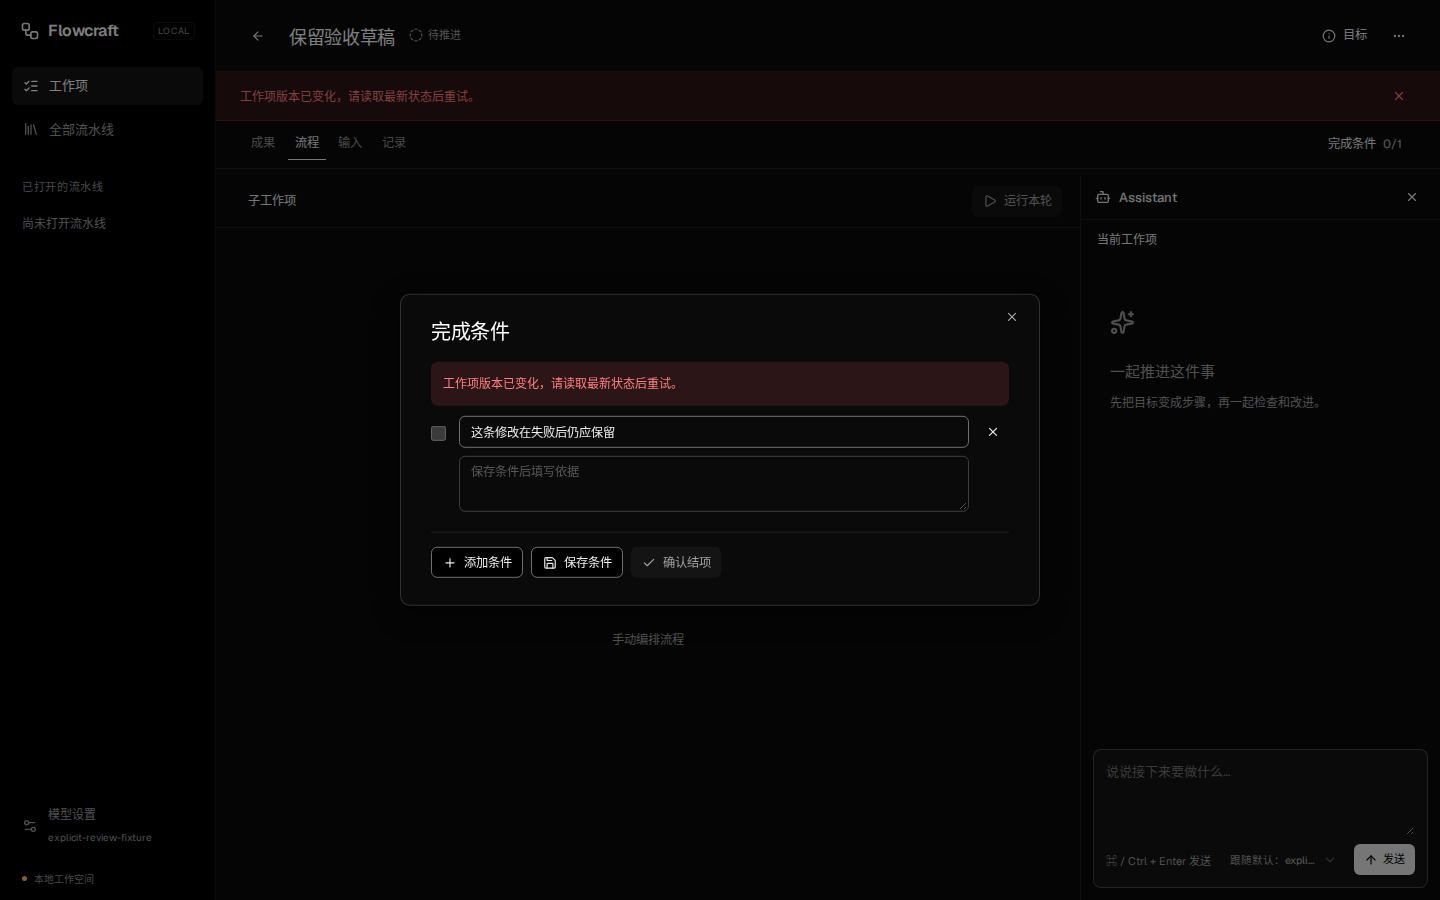 Flowcraft
LOCAL
工作项
全部流水线
已打开的流水线
尚未打开流水线
模型设置
explicit-review-fixture
本地工作空间
保留验收草稿
待推进
目标
工作项版本已变化，请读取最新状态后重试。
成果
流程
输入
记录
完成条件 0/1
子工作项
运行本轮
完成条件
工作项版本已变化，请读取最新状态后重试。
这条修改在失败后仍应保留
保存条件后填写依据
添加条件
保存条件
确认结项
手动编排流程
Assistant
当前工作项
一起推进这件事
先把目标变成步骤，再一起检查和改进。
说说接下来要做什么...
⌘ / Ctrl + Enter 发送
跟随默认：expli...
发送